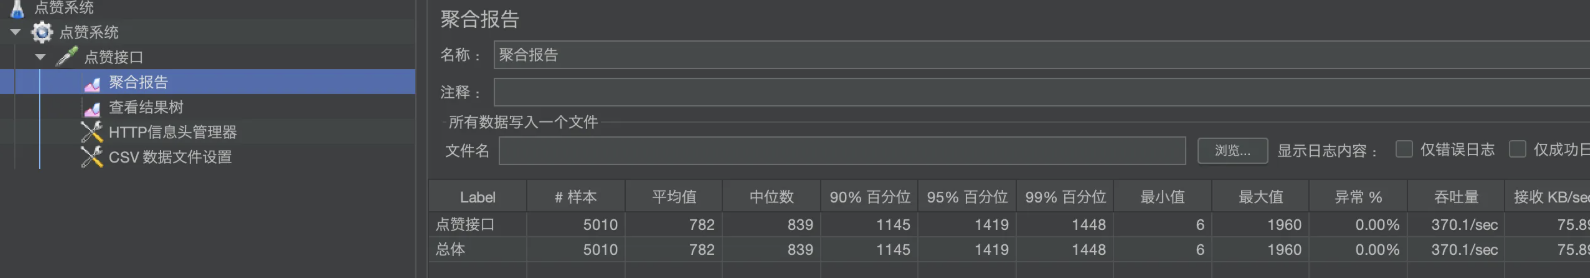 点赞系统
点赞系统
点赞接口
聚合报告
查看结果树
HTTP信息头管理器
CSV 数据文件设置
聚合报告
名称： 聚合报告
注释：
所有数据写入一个文件
文件名 浏览... 显示日志内容： 仅错误日志 仅成功日
Label # 样本 平均值 中位数 90% 百分位 95% 百分位 99% 百分位 最小值 最大值 异常 % 吞吐量 接收 KB/sec
点赞接口 5010 782 839 1145 1419 1448 6 1960 0.00% 370.1/sec 75.89
总体 5010 782 839 1145 1419 1448 6 1960 0.00% 370.1/sec 75.89